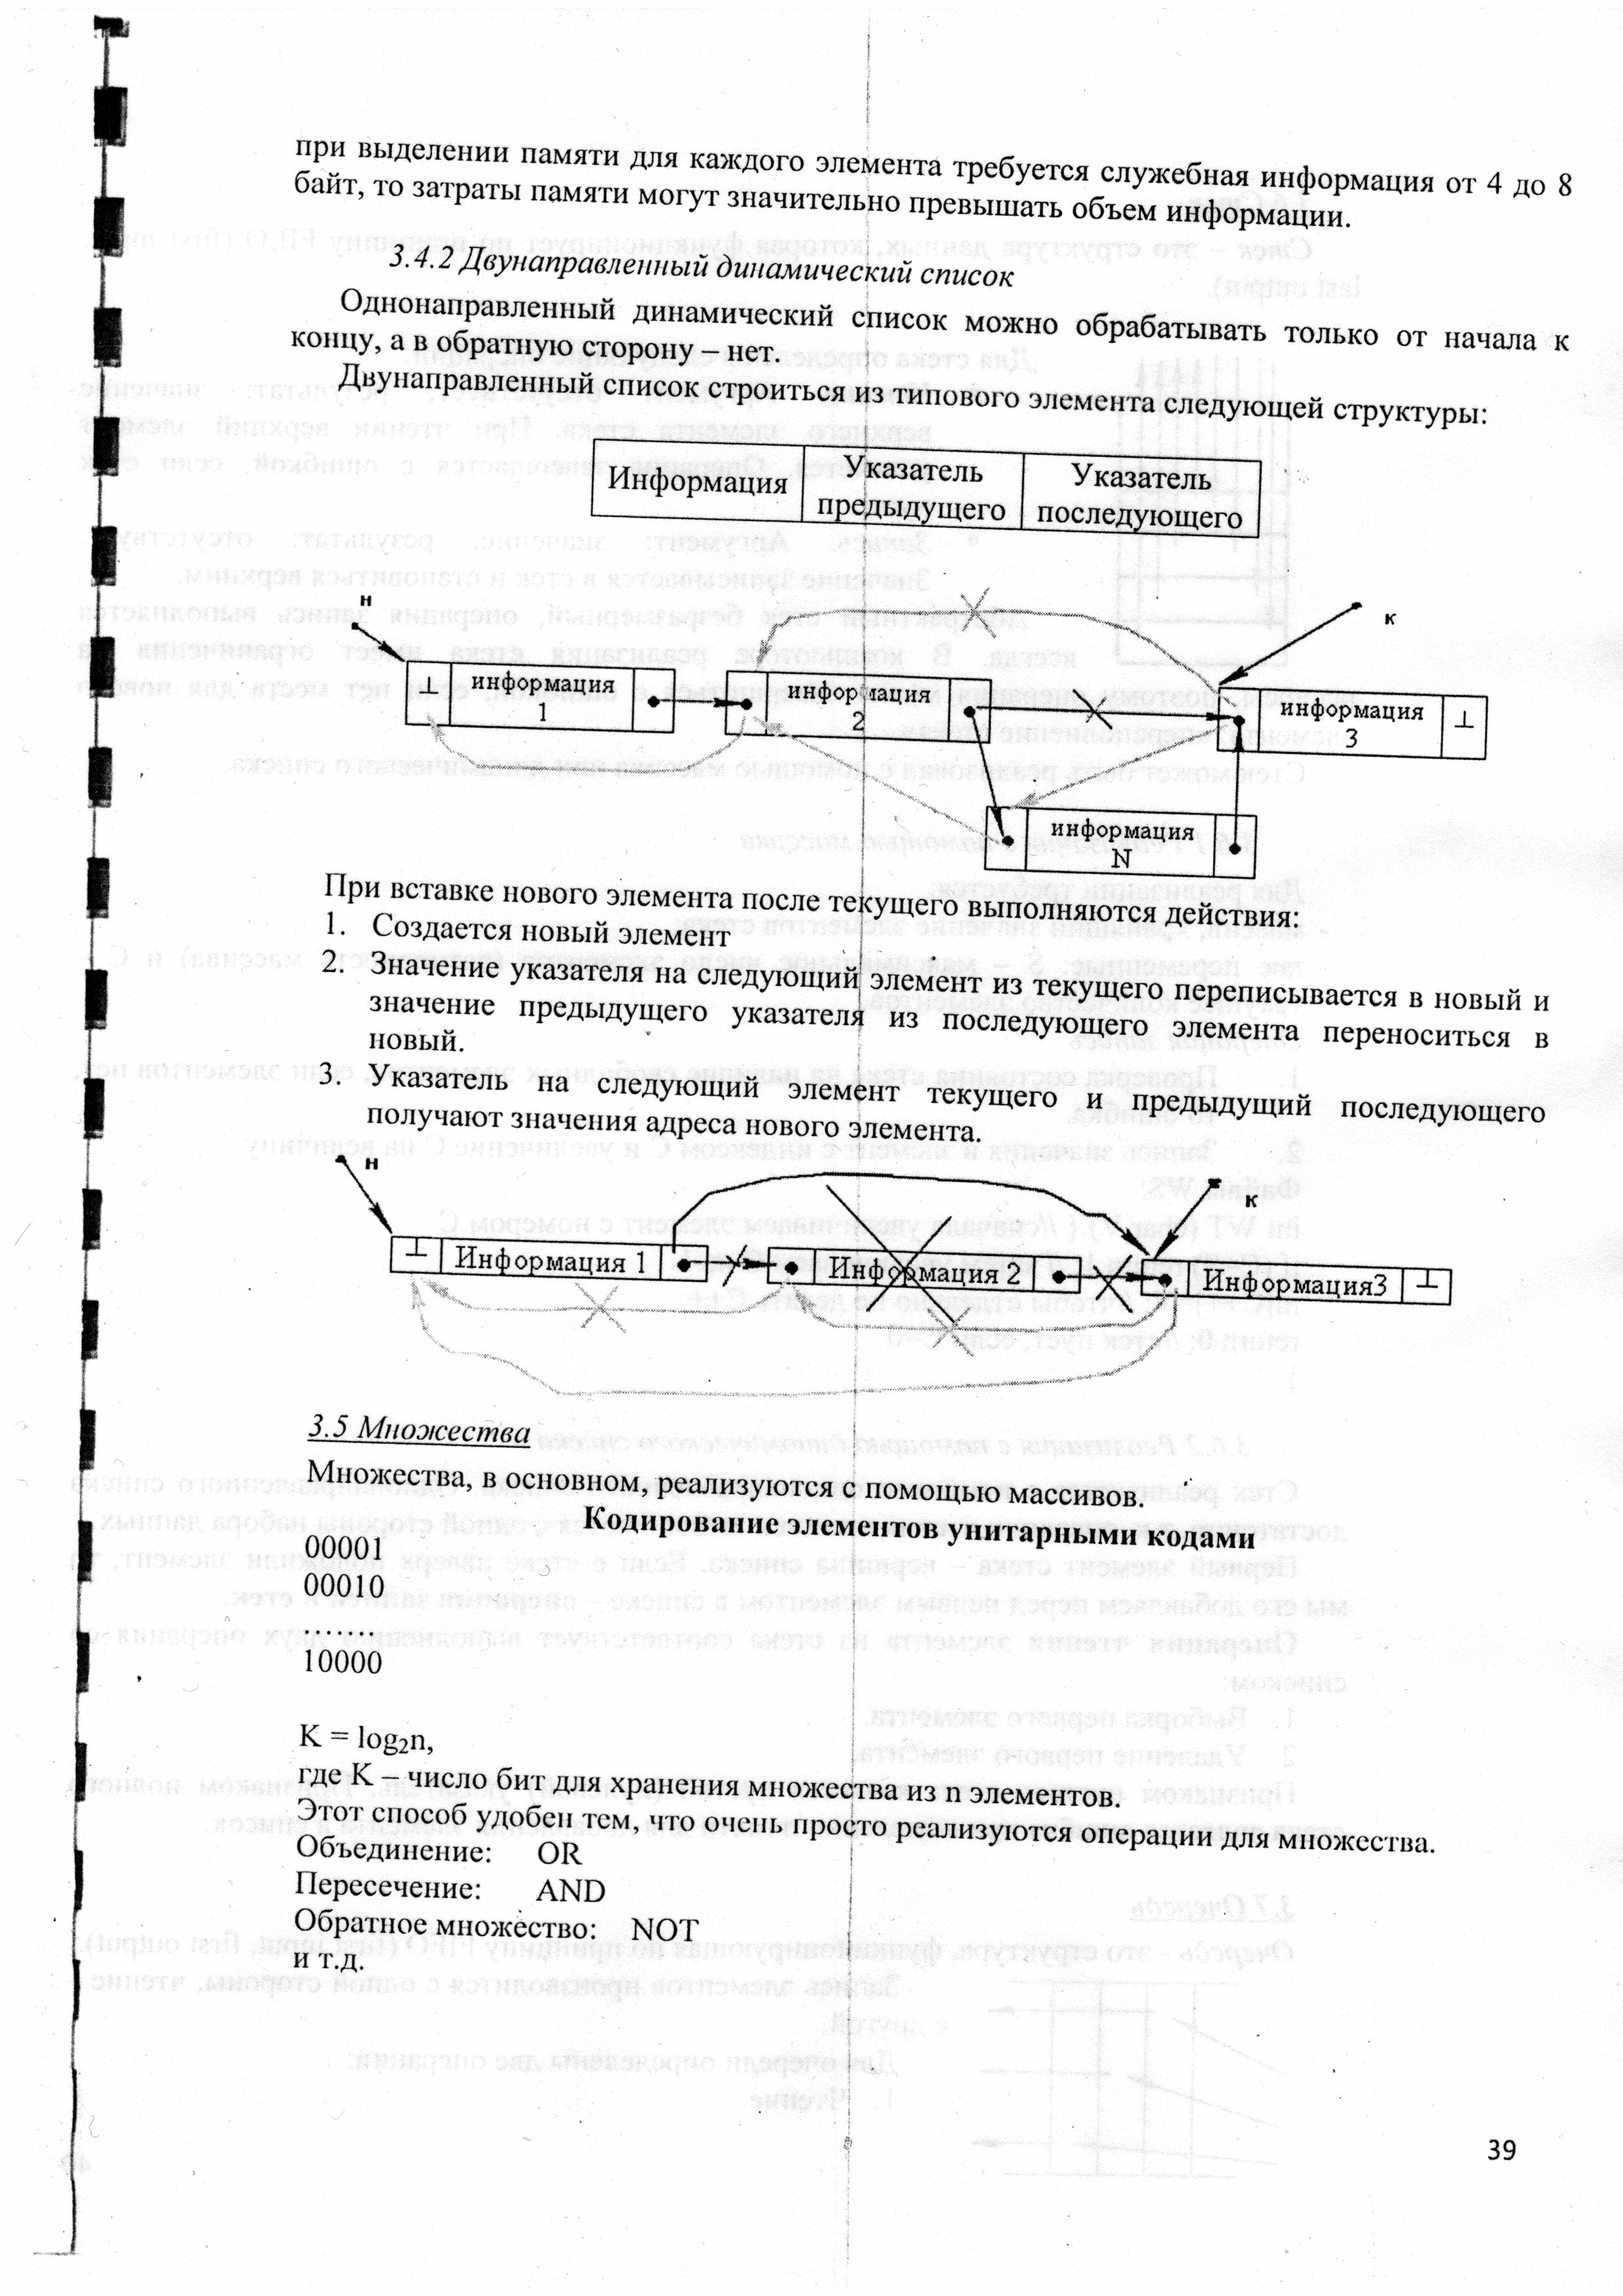 при выделении памяти для каждого элемента требуется служебная информация от 4 до 8
байт, то затраты памяти могут значительно превышать объем информации.
3.4.2 Двунаправленный динамический список
Однонаправленный динамический список можно обрабатывать только от начала к
концу, а в обратную сторону – нет.
Двунаправленный список строиться из типового элемента следующей структуры:
Информация
Указатель
предыдущего
Указатель
последующего
н
к
⊥
информация
1
информация
2
информация
3
⊥
информация
N
При вставке нового элемента после текущего выполняются действия:
1. Создается новый элемент
2. Значение указателя на следующий элемент из текущего переписывается в новый и
значение предыдущего указателя из последующего элемента переноситься в
новый.
3. Указатель на следующий элемент текущего и предыдущий последующего
получают значения адреса нового элемента.
н
к
⊥
Информация 1
Информация 2
Информация3
⊥
3.5 Множества
Множества, в основном, реализуются с помощью массивов.
Кодирование элементов унитарными кодами
00001
00010
.......
10000
K = log₂n,
где K – число бит для хранения множества из n элементов.
Этот способ удобен тем, что очень просто реализуются операции для множества.
Объединение: OR
Пересечение: AND
Обратное множество: NOT
и т.д.
39